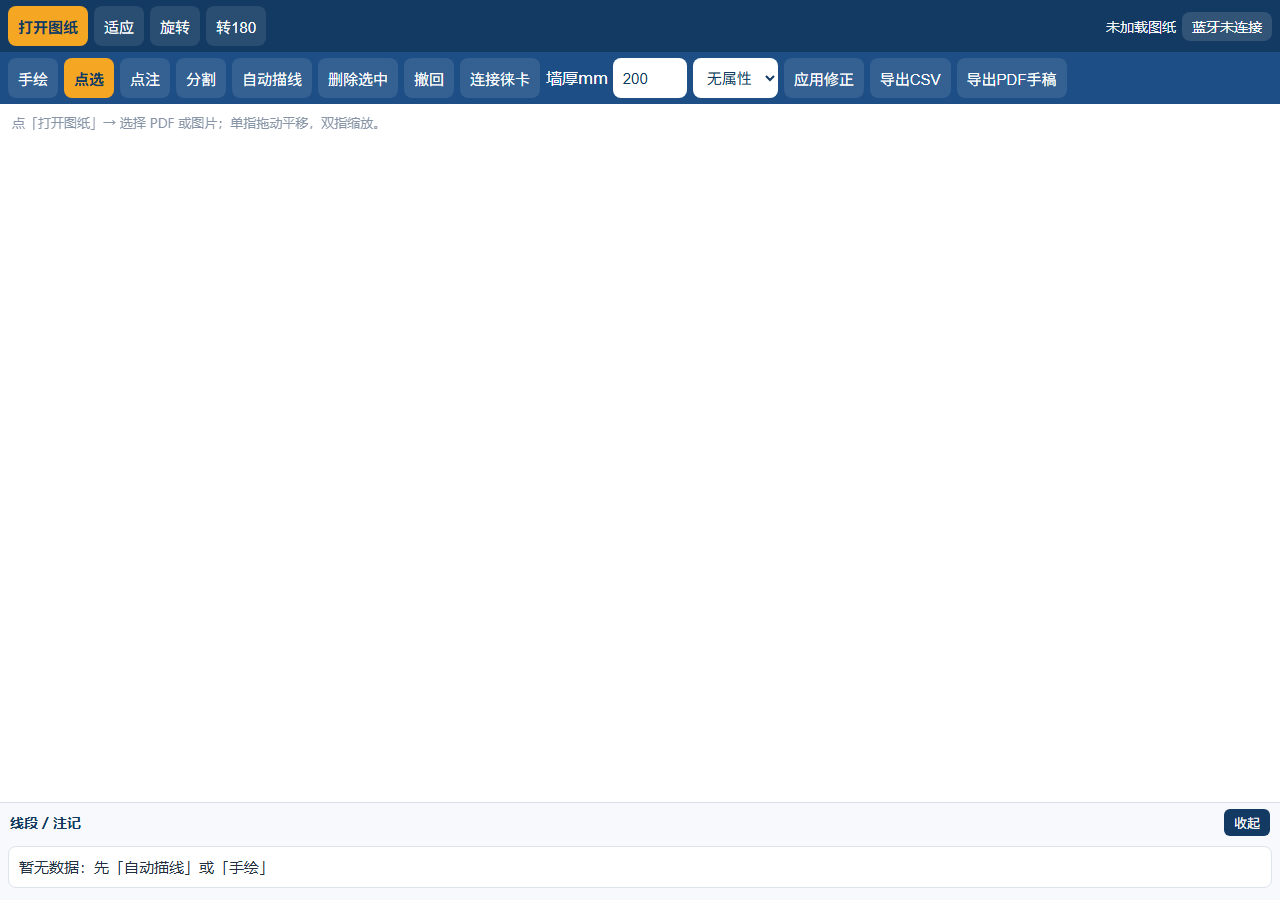 打开图纸 适应 旋转 转180 未加载图纸 蓝牙未连接
手绘 点选 点注 分割 自动描线 删除选中 撤回 连接徕卡 墙厚mm 200 无属性 应用修正 导出CSV 导出PDF手稿
点「打开图纸」→ 选择 PDF 或图片；单指拖动平移，双指缩放。
线段 / 注记 收起
暂无数据：先「自动描线」或「手绘」